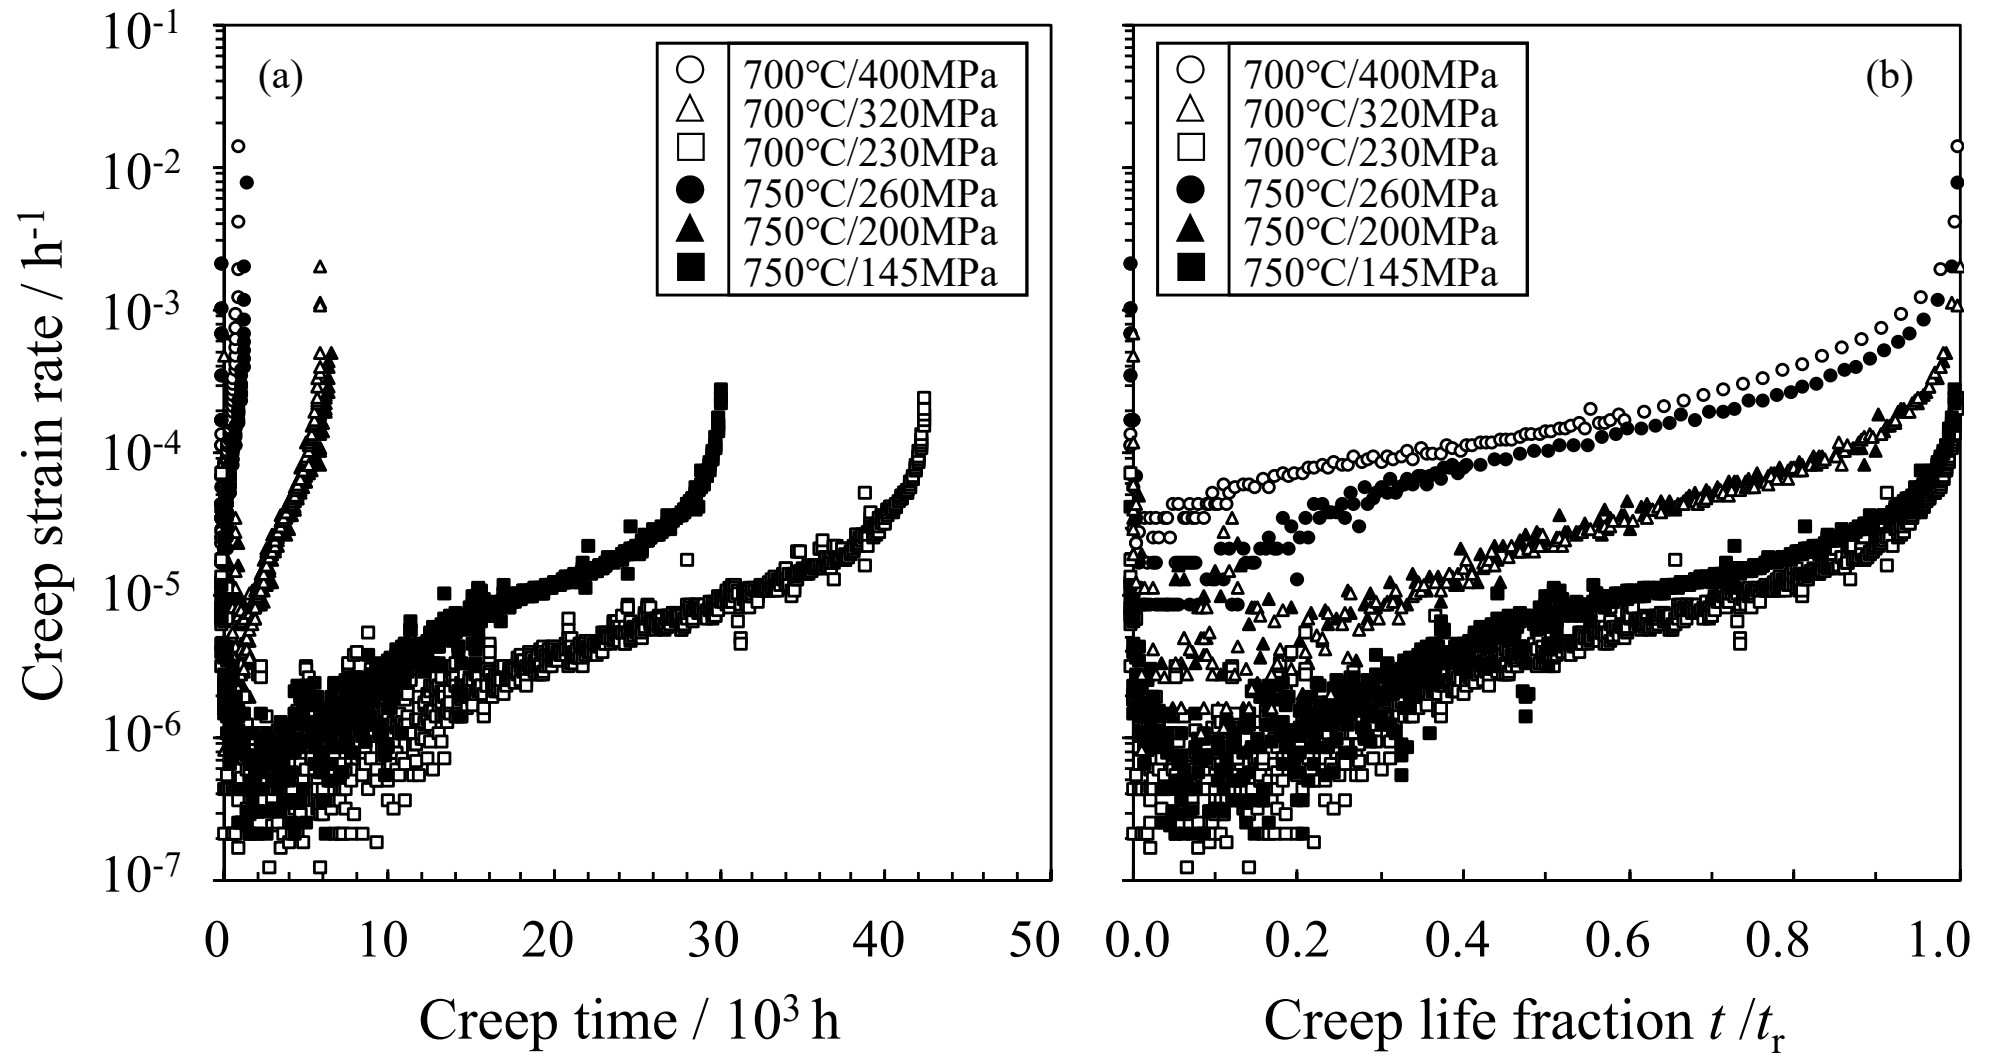 Creep strain rate / h⁻¹
10⁻¹
10⁻²
10⁻³
10⁻⁴
10⁻⁵
10⁻⁶
10⁻⁷
(a)
700℃/400MPa
700℃/320MPa
700℃/230MPa
750℃/260MPa
750℃/200MPa
750℃/145MPa
0 10 20 30 40 50
Creep time / 10³ h
(b)
700℃/400MPa
700℃/320MPa
700℃/230MPa
750℃/260MPa
750℃/200MPa
750℃/145MPa
0.0 0.2 0.4 0.6 0.8 1.0
Creep life fraction t /tᵣ